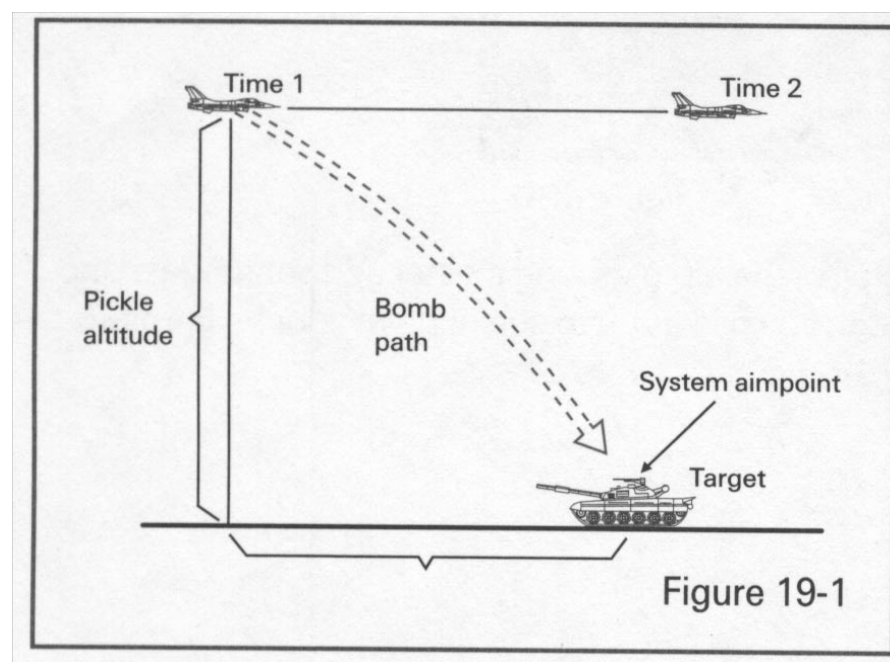 Time 1
Time 2
Pickle
altitude
Bomb
path
System aimpoint
Target
Figure 19-1